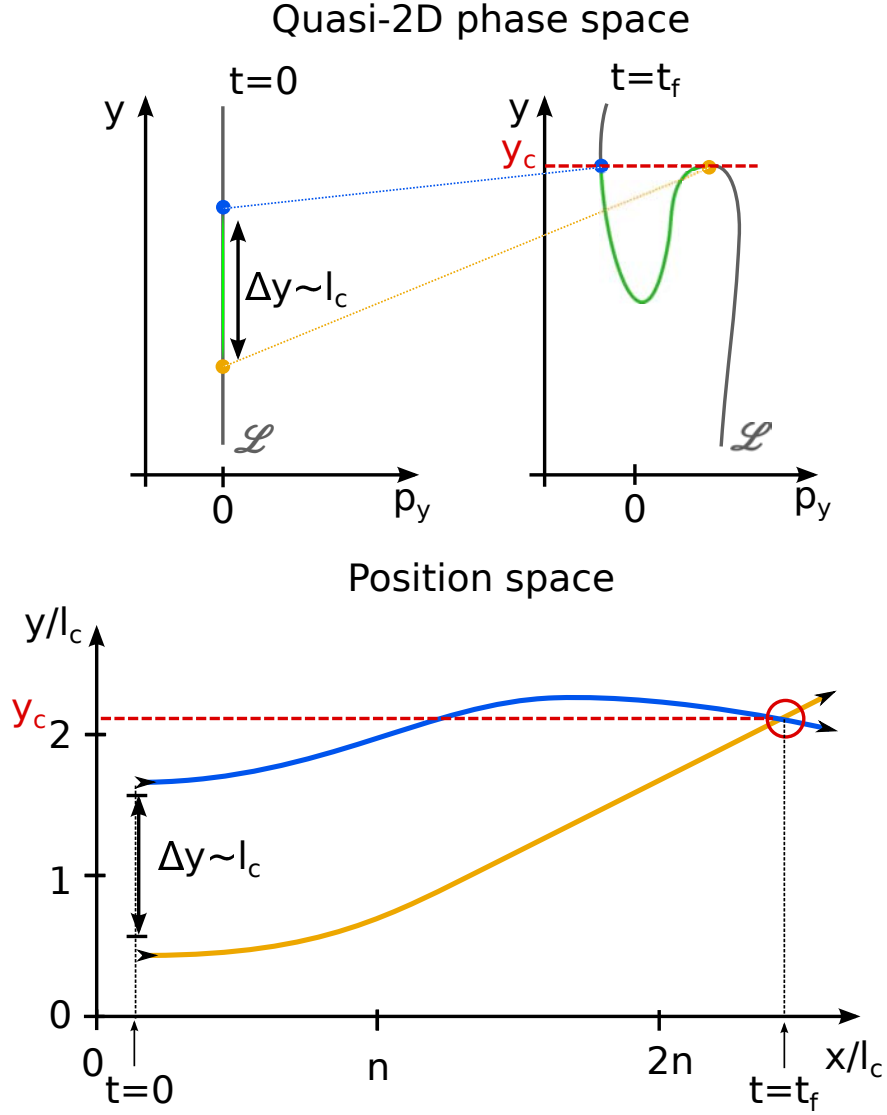 Quasi-2D phase space
t=0
t=t_f
y
y
y_c
Δy~l_c
ℒ
ℒ
0
p_y
0
p_y
Position space
y/l_c
y_c
2
Δy~l_c
1
0
0
n
2n
x/l_c
t=0
t=t_f